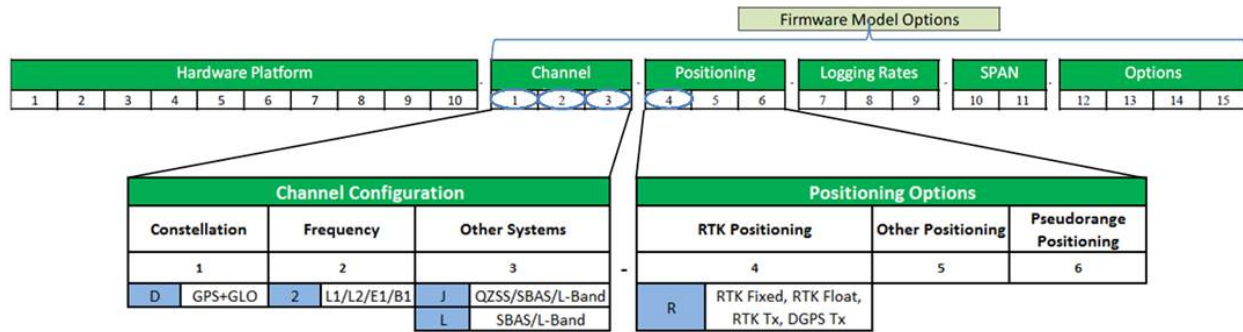 Firmware Model Options
Hardware Platform - Channel - Positioning - Logging Rates - SPAN - Options
1 2 3 4 5 6 7 8 9 10 1 2 3 4 5 6 7 8 9 10 11 12 13 14 15
Channel Configuration
Constellation Frequency Other Systems
1 2 3
D GPS+GLO 2 L1/L2/E1/B1 J QZSS/SBAS/L-Band
L SBAS/L-Band
-
Positioning Options
RTK Positioning Other Positioning Pseudorange
Positioning
4 5 6
R RTK Fixed, RTK Float,
RTK Tx, DGPS Tx